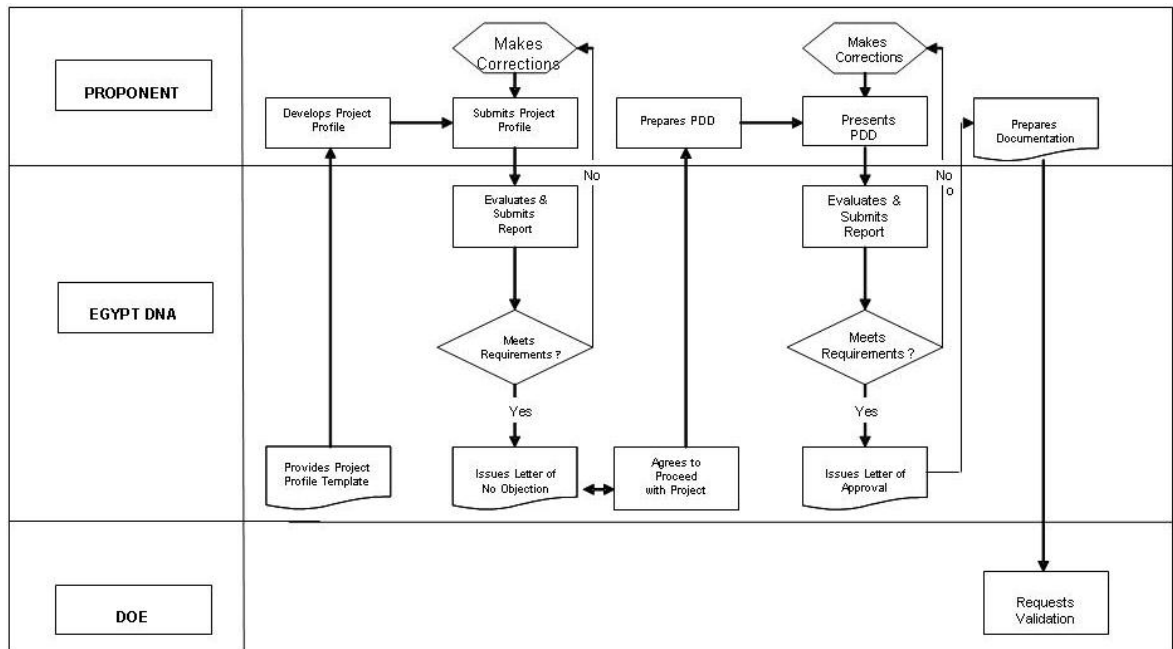 PROPONENT
Makes
Corrections
Makes
Corrections
Develops Project
Profile
Submits Project
Profile
Prepares PDD
Presents
PDD
Prepares
Documentation
No
No
o
EGYPT DNA
Evaluates &
Submits
Report
Evaluates &
Submits
Report
Meets
Requirements ?
Meets
Requirements ?
Yes
Yes
Provides Project
Profile Template
Issues Letter of
No Objection
Agrees to
Proceed
with Project
Issues Letter of
Approval
DOE
Requests
Validation